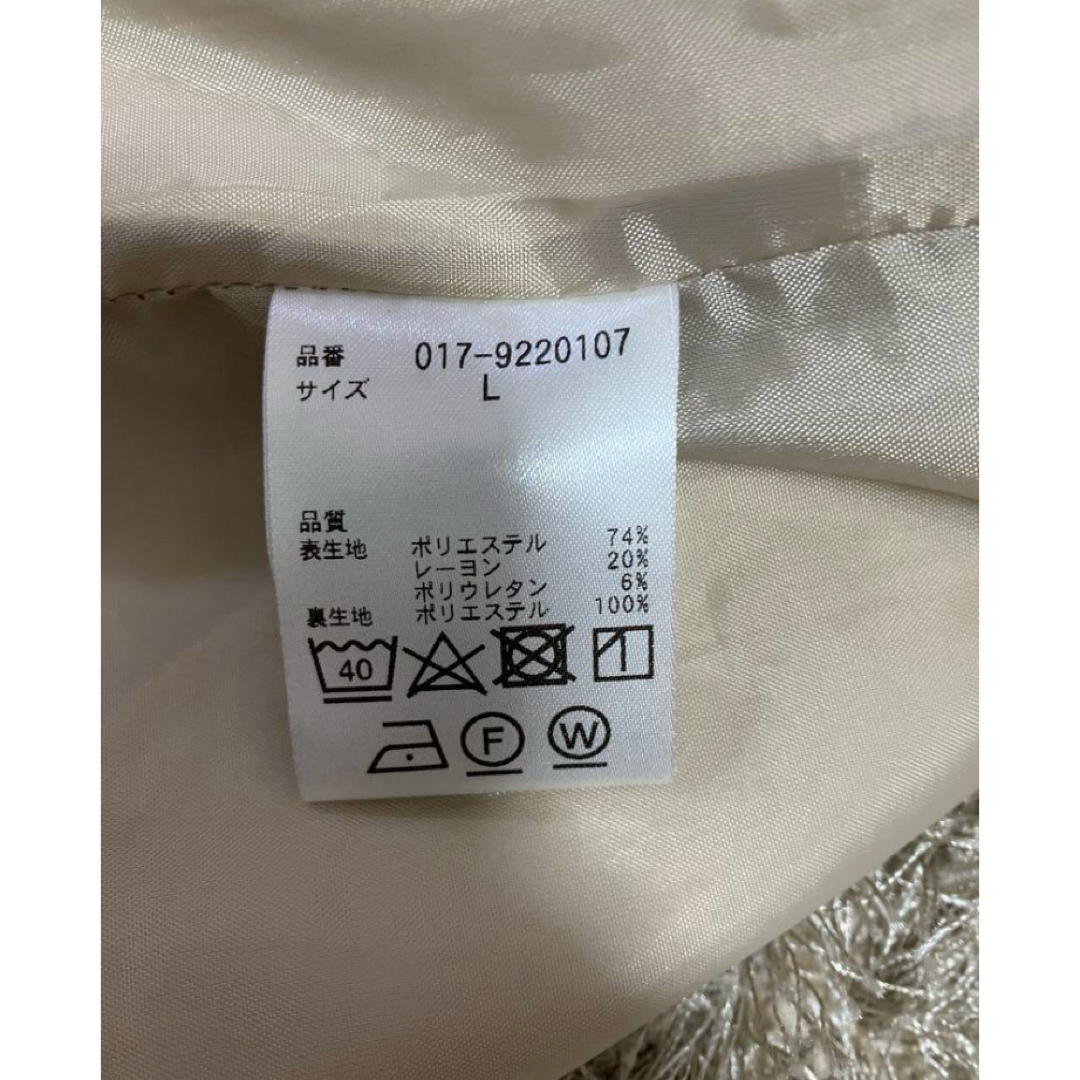 品番 017-9220107
サイズ L
品質
表生地 ポリエステル 74%
レーヨン 20%
ポリウレタン 6%
裏生地 ポリエステル 100%
40
F W